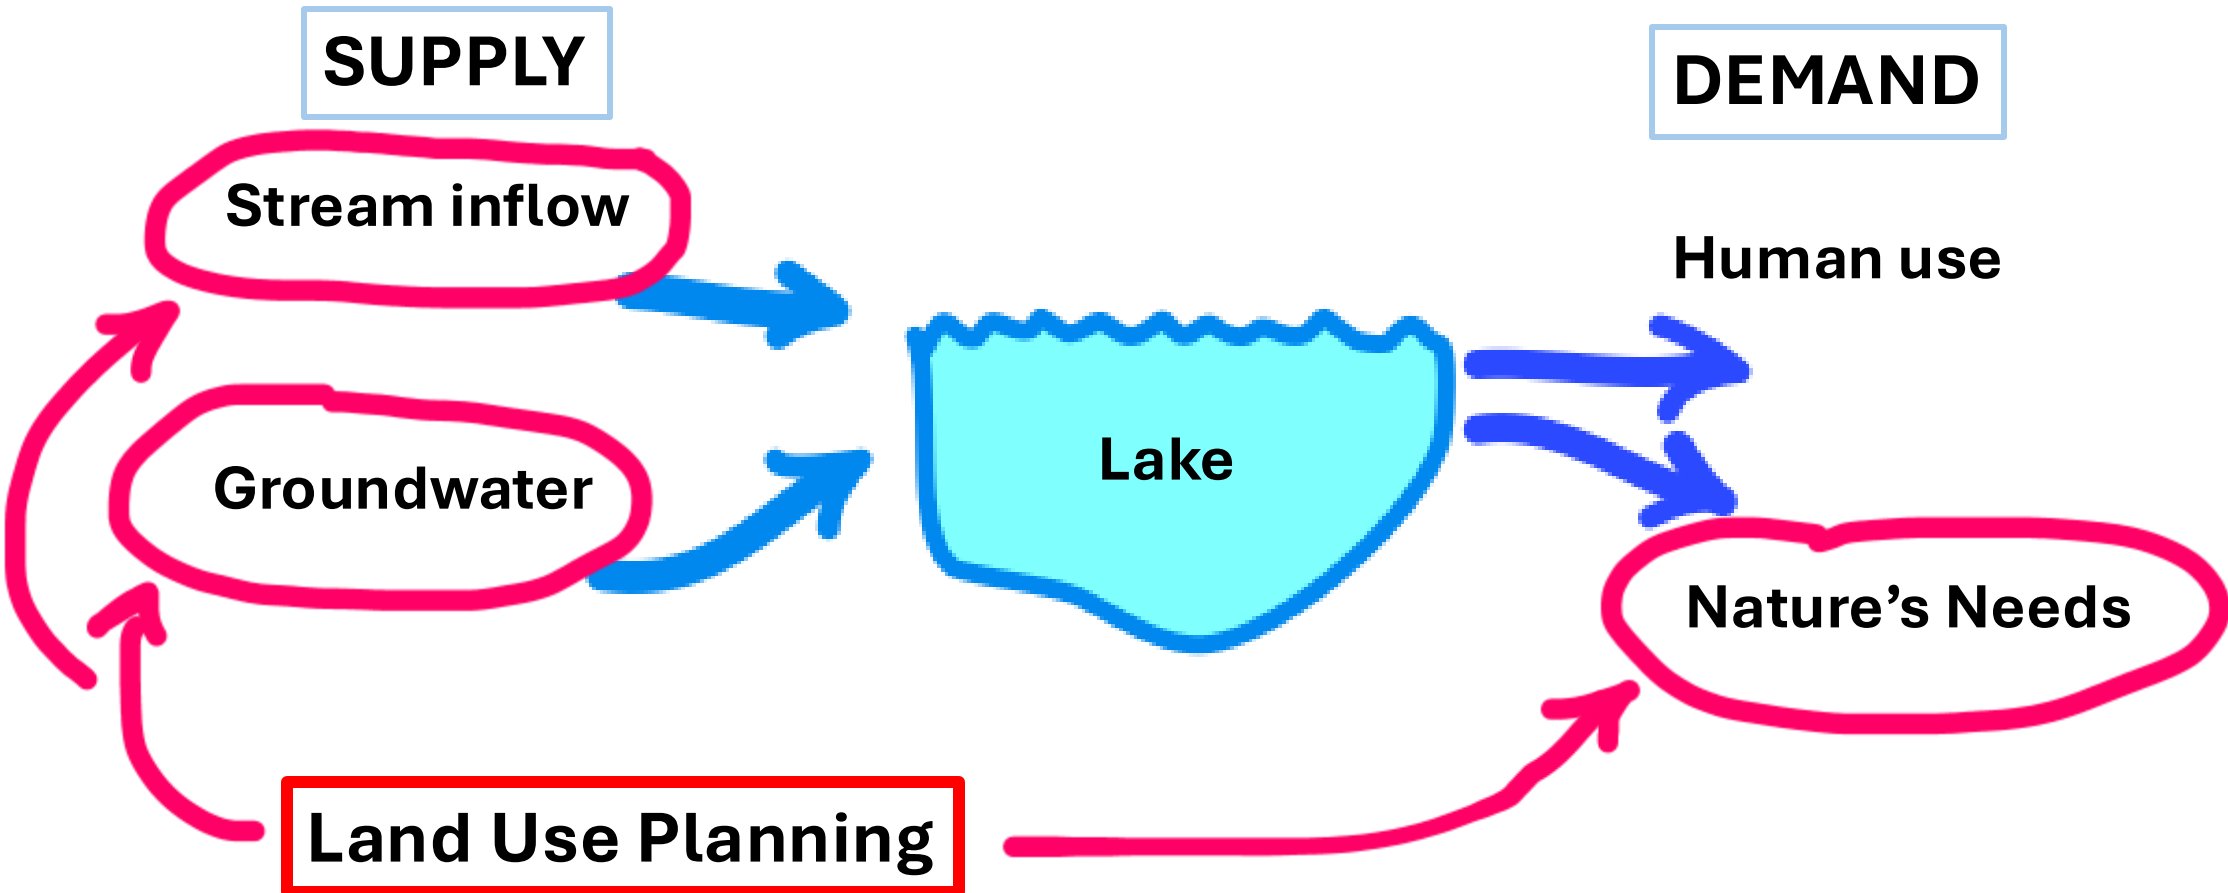 SUPPLY
DEMAND
Stream inflow
Human use
Groundwater
Lake
Nature’s Needs
Land Use Planning